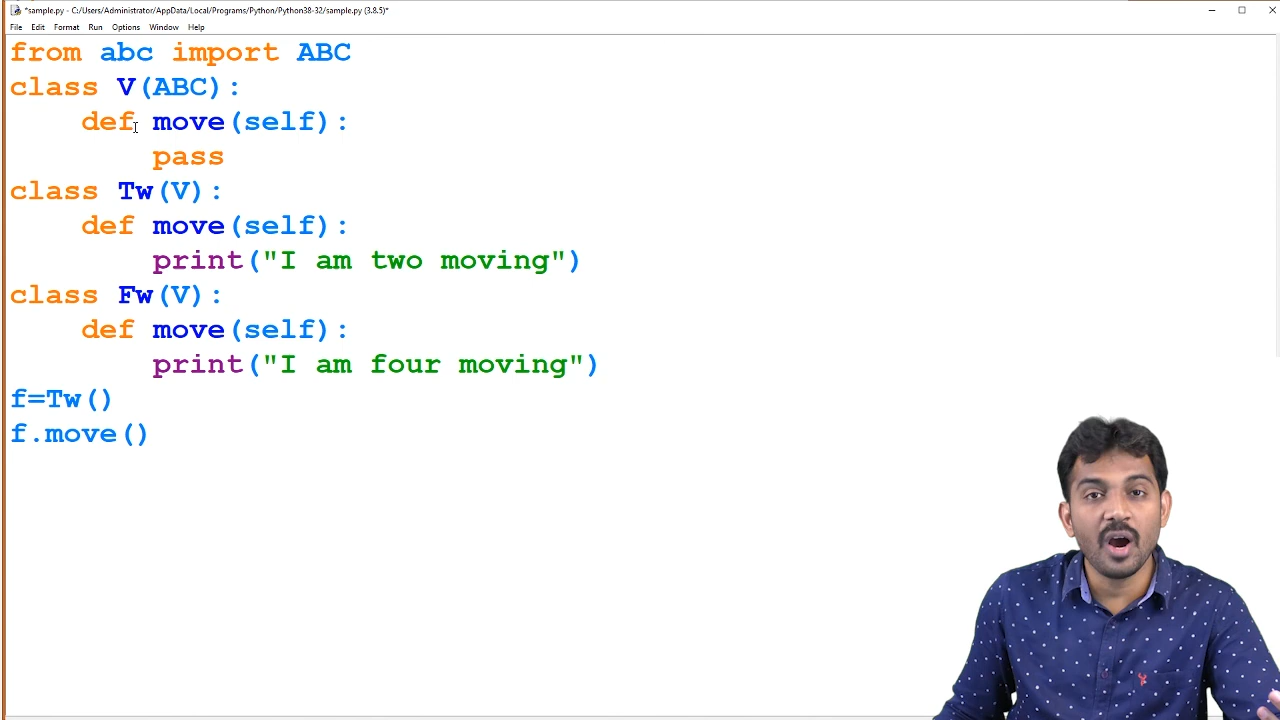 *sample.py - C:/Users/Administrator/AppData/Local/Programs/Python/Python38-32/sample.py (3.8.5)*
File Edit Format Run Options Window Help
from abc import ABC
class V(ABC):
    def move(self):
        pass
class Tw(V):
    def move(self):
        print("I am two moving")
class Fw(V):
    def move(self):
        print("I am four moving")
f=Tw()
f.move()